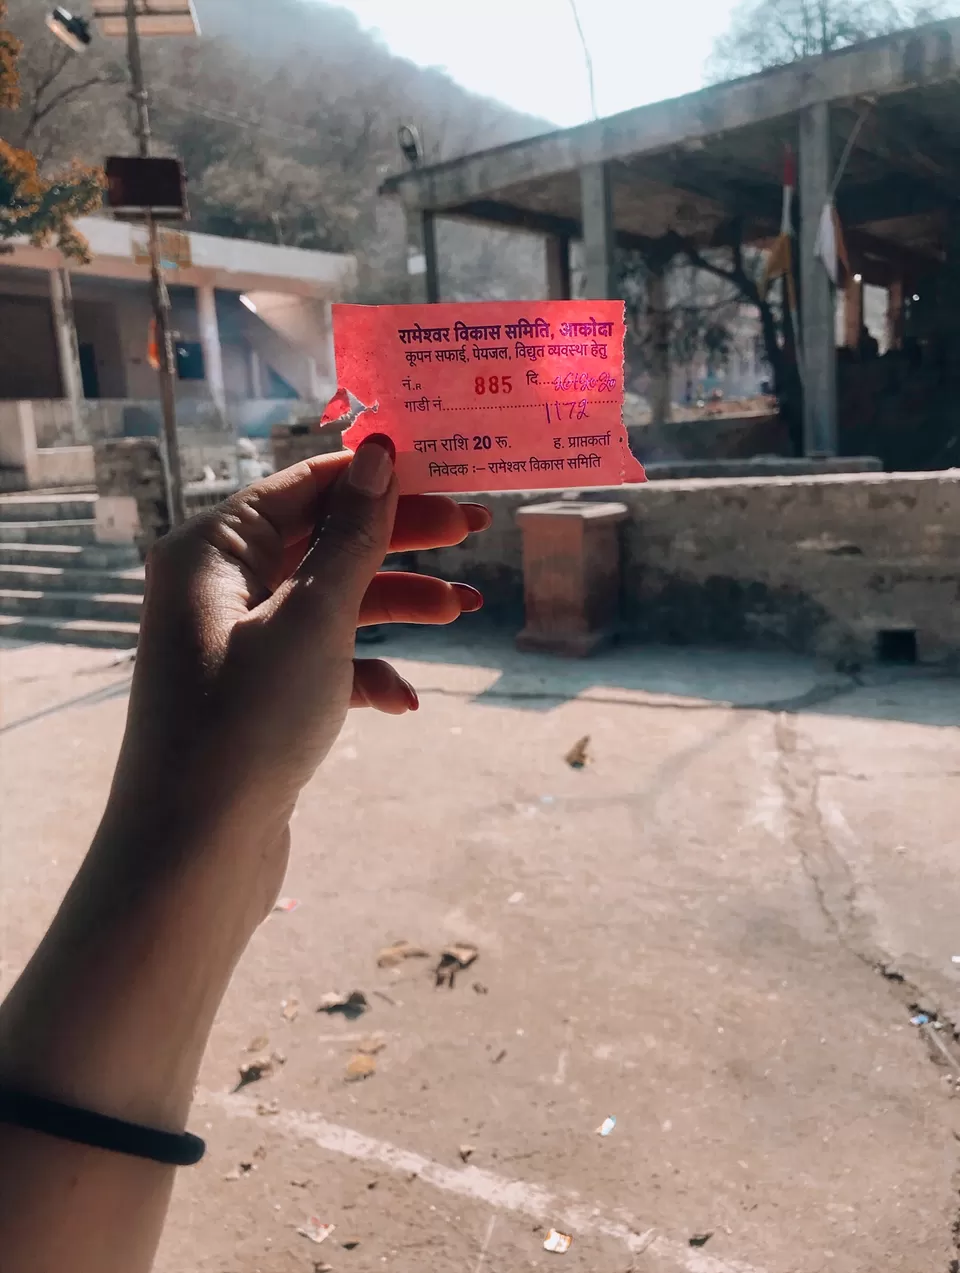 रामेश्वर विकास समिति, आकोदा
कूपन सफाई, पेयजल, विद्युत व्यवस्था हेतु
नं.R 885 दि...
गाडी नं............................ 1172
दान राशि 20 रू. ह. प्राप्तकर्ता
निवेदक :– रामेश्वर विकास समिति